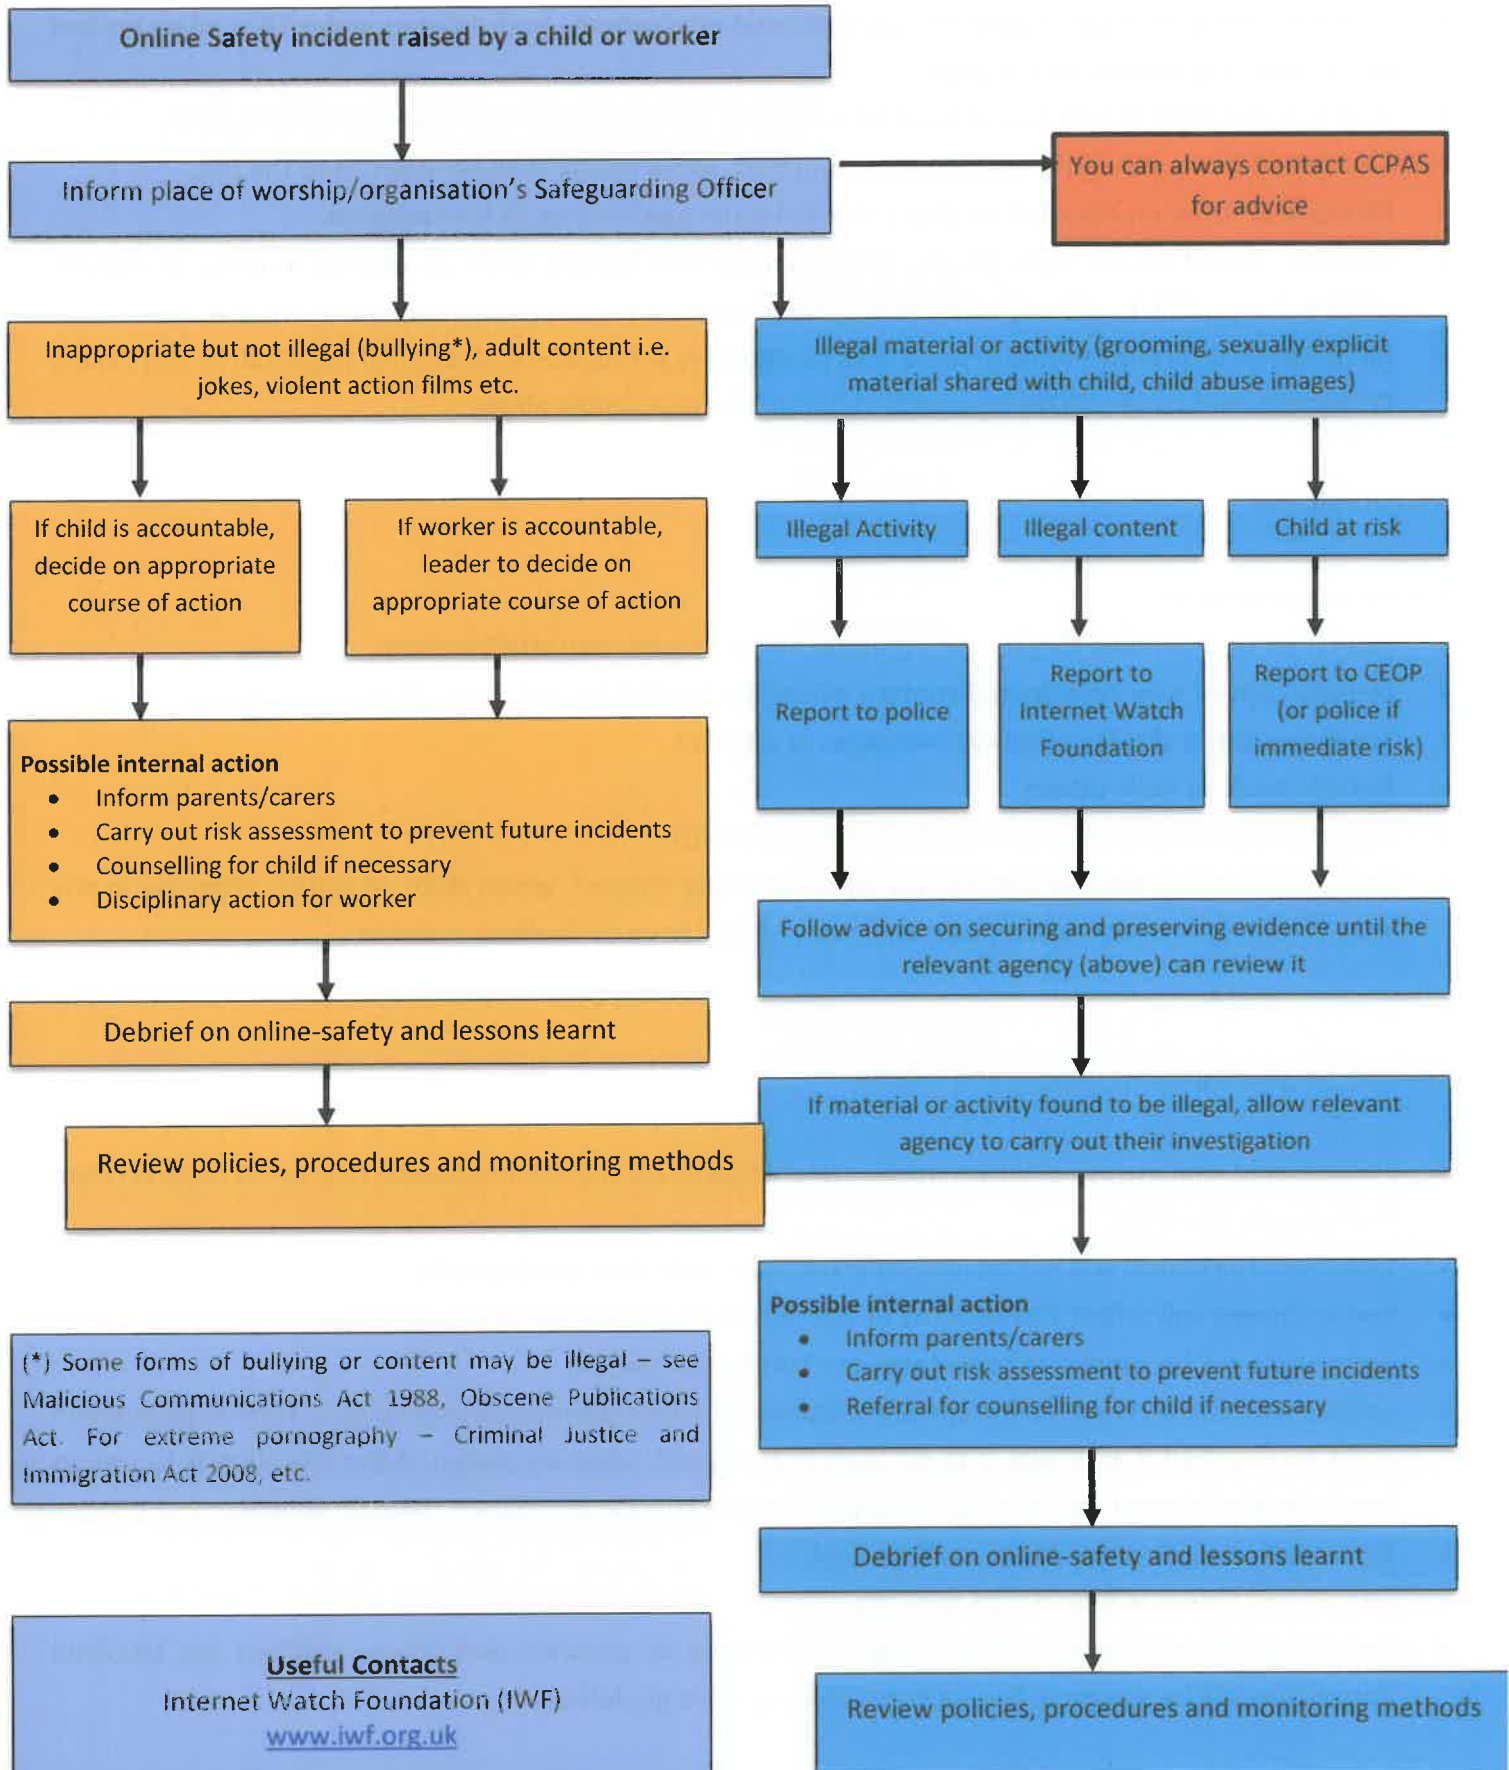 Online Safety incident raised by a child or worker
Inform place of worship/organisation's Safeguarding Officer
You can always contact CCPAS
for advice
Inappropriate but not illegal (bullying*), adult content i.e.
jokes, violent action films etc.
Illegal material or activity (grooming, sexually explicit
material shared with child, child abuse images)
If child is accountable,
decide on appropriate
course of action
If worker is accountable,
leader to decide on
appropriate course of action
Illegal Activity
Illegal content
Child at risk
Report to police
Report to
Internet Watch
Foundation
Report to CEOP
(or police if
immediate risk)
Possible internal action
• Inform parents/carers
• Carry out risk assessment to prevent future incidents
• Counselling for child if necessary
• Disciplinary action for worker
Follow advice on securing and preserving evidence until the
relevant agency (above) can review it
Debrief on online-safety and lessons learnt
If material or activity found to be illegal, allow relevant
agency to carry out their investigation
Review policies, procedures and monitoring methods
Possible internal action
• Inform parents/carers
• Carry out risk assessment to prevent future incidents
• Referral for counselling for child if necessary
(*) Some forms of bullying or content may be illegal – see
Malicious Communications Act 1988, Obscene Publications
Act. For extreme pornography – Criminal Justice and
Immigration Act 2008, etc.
Debrief on online-safety and lessons learnt
Useful Contacts
Internet Watch Foundation (IWF)
www.iwf.org.uk
Review policies, procedures and monitoring methods